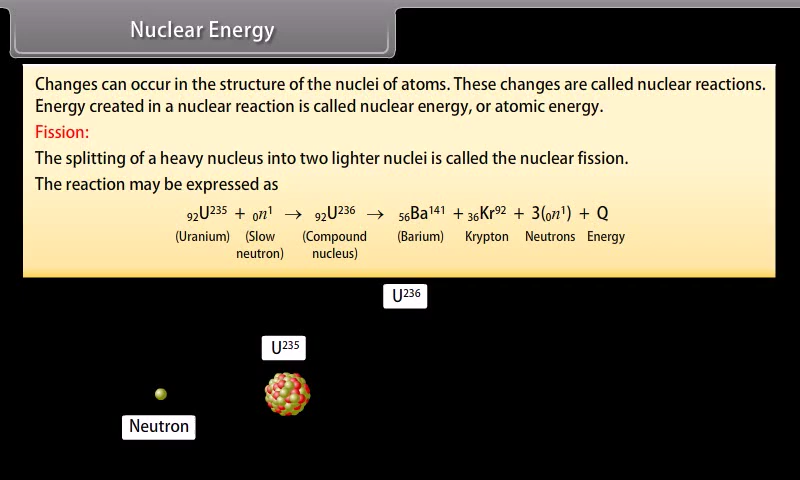 Nuclear Energy
Changes can occur in the structure of the nuclei of atoms. These changes are called nuclear reactions.
Energy created in a nuclear reaction is called nuclear energy, or atomic energy.
Fission:
The splitting of a heavy nucleus into two lighter nuclei is called the nuclear fission.
The reaction may be expressed as
₉₂U²³⁵ + ₀n¹ → ₉₂U²³⁶ → ₅₆Ba¹⁴¹ + ₃₆Kr⁹² + 3(₀n¹) + Q
(Uranium) (Slow (Compound (Barium) Krypton Neutrons Energy
neutron) nucleus)
U²³⁶
U²³⁵
Neutron